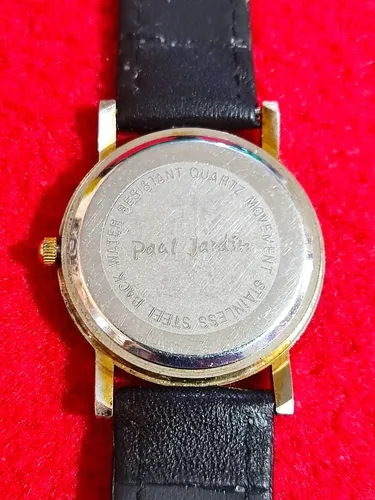 WATER RESISTANT QUARTZ MOVEMENT STAINLESS STEEL BACK
Paul Jardin